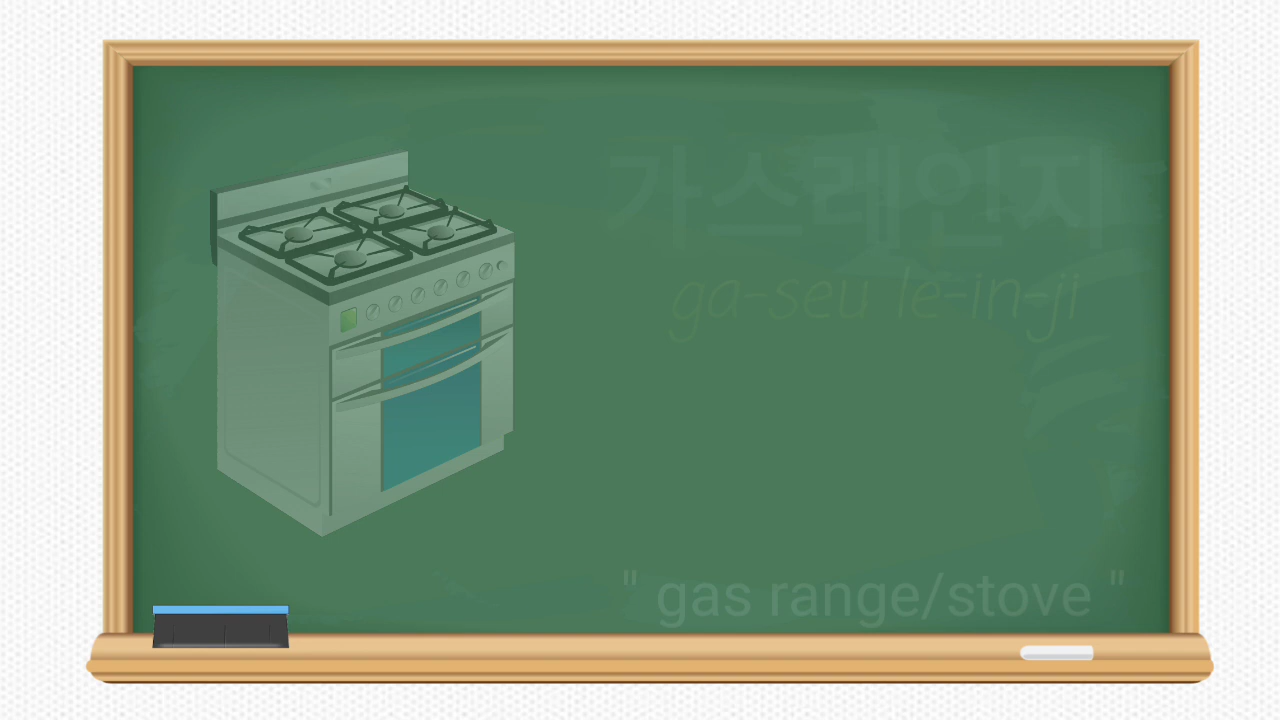 가스레인지
ga-seu le-in-ji
" gas range/stove "